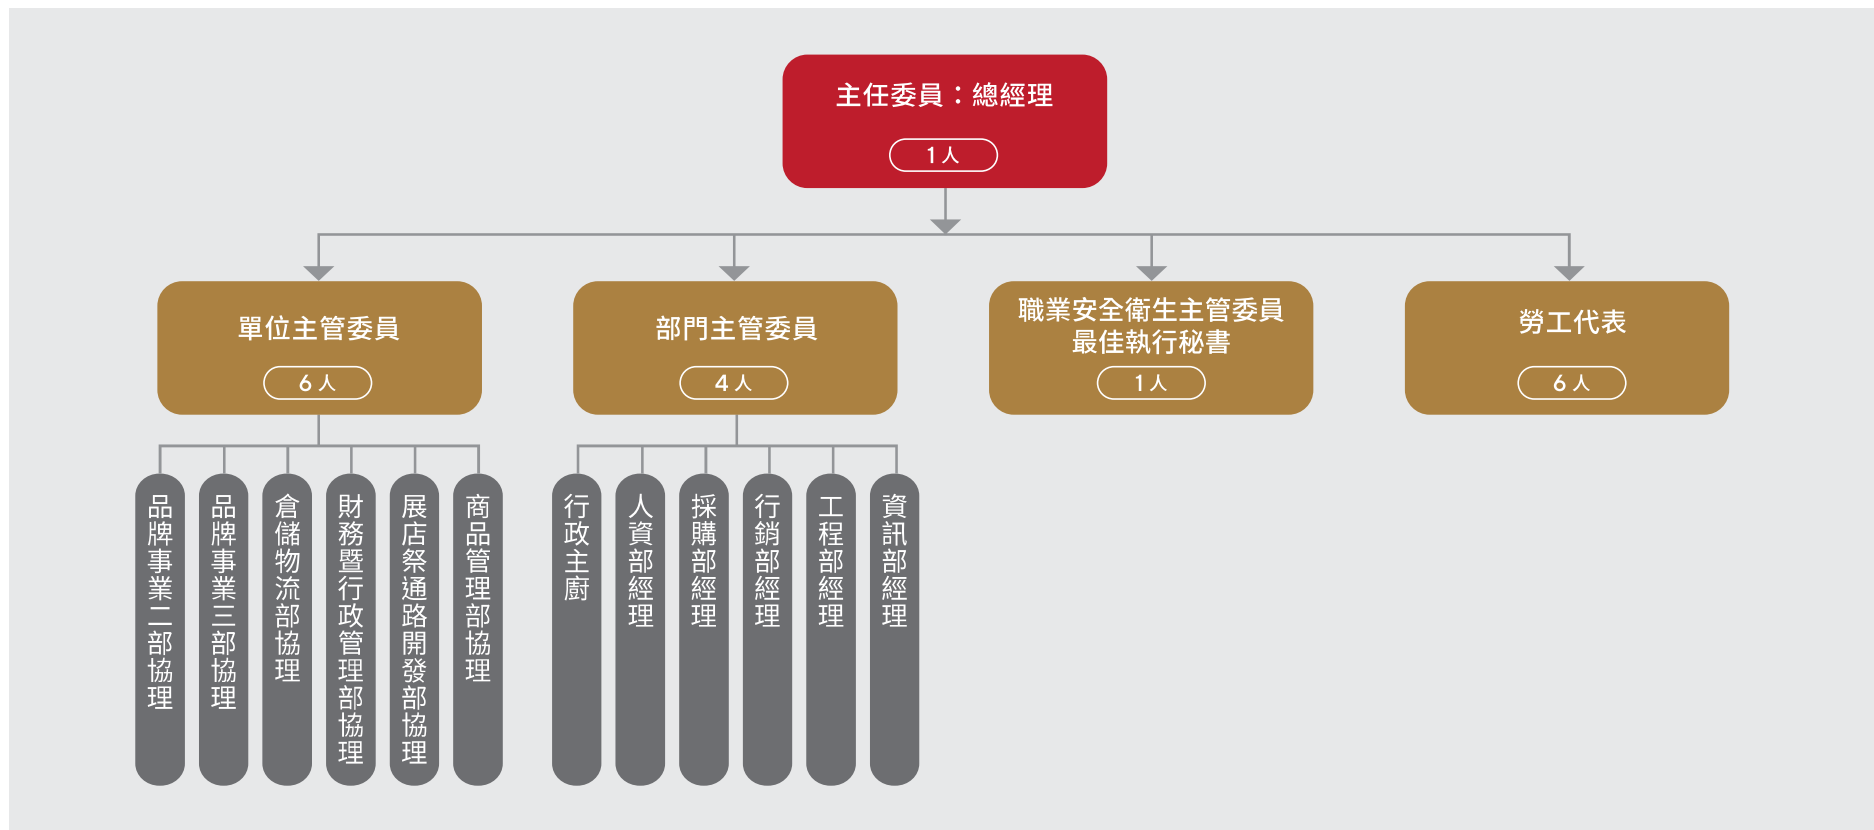 主任委員：總經理
1 人
單位主管委員
6 人
部門主管委員
4 人
職業安全衛生主管委員
最佳執行秘書
1 人
勞工代表
6 人
品牌事業二部協理
品牌事業三部協理
倉儲物流部協理
財務暨行政管理部協理
展店祭通路開發部協理
商品管理部協理
行政主廚
人資部經理
採購部經理
行銷部經理
工程部經理
資訊部經理